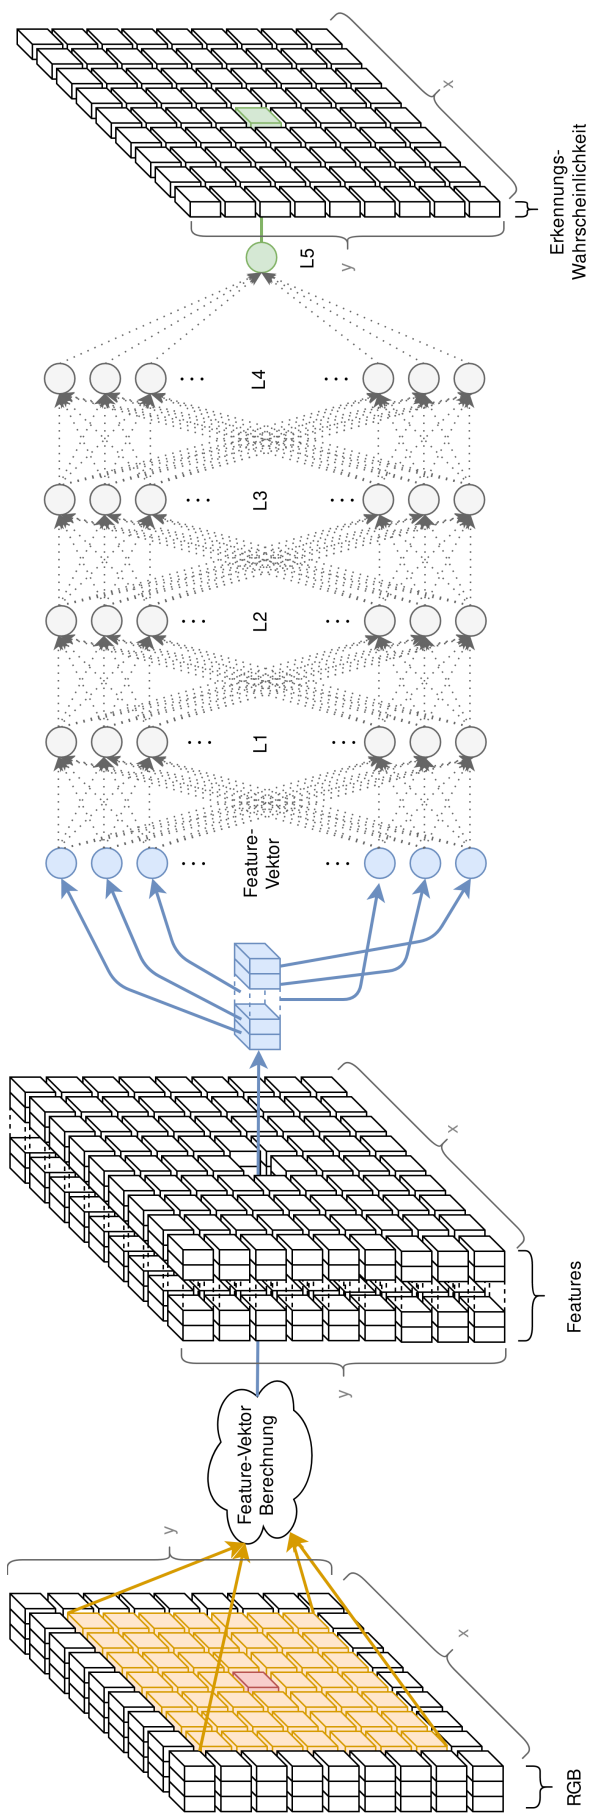 RGB
x
y
Feature-Vektor
Berechnung
Features
x
y
Feature-
Vektor
...
...
L1
...
...
L2
...
...
L3
...
...
L4
...
...
L5
y
x
Erkennungs-
Wahrscheinlichkeit